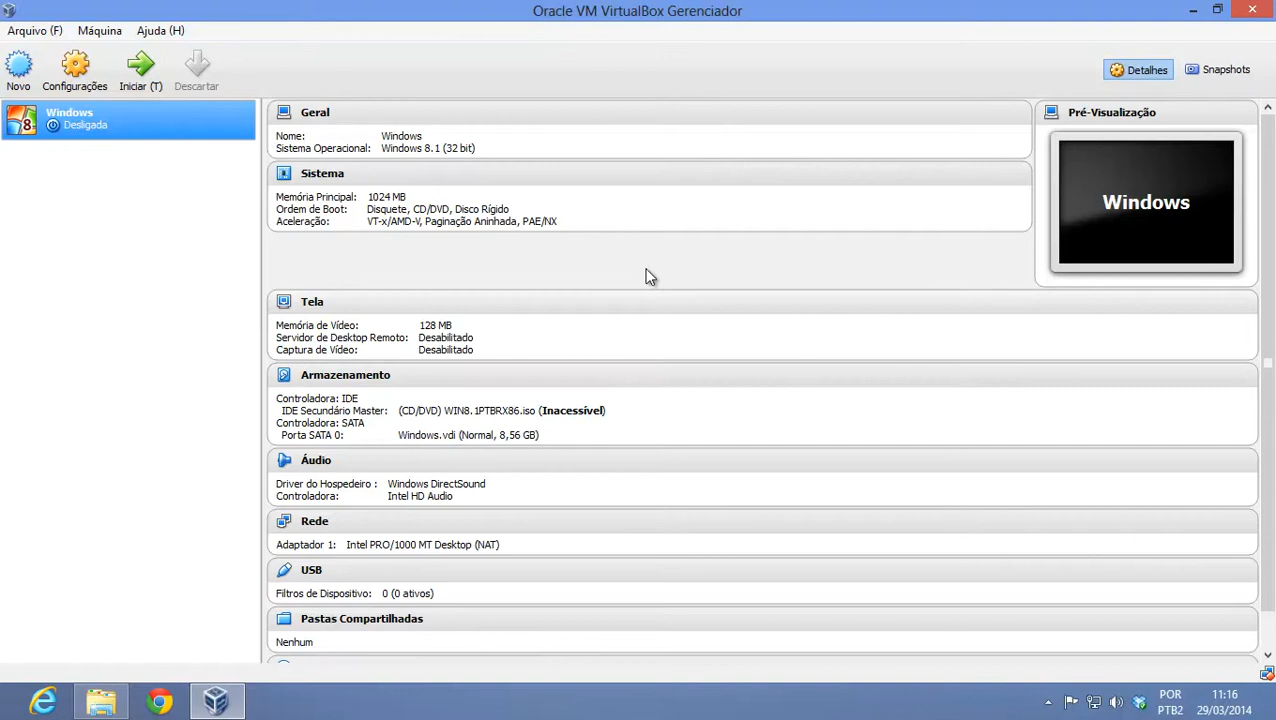 Oracle VM VirtualBox Gerenciador
Arquivo (F) Máquina Ajuda (H)
Novo Configurações Iniciar (T) Descartar
Detalhes Snapshots
Windows
Desligada
8
Geral
Nome: Windows
Sistema Operacional: Windows 8.1 (32 bit)
Sistema
Memória Principal: 1024 MB
Ordem de Boot: Disquete, CD/DVD, Disco Rígido
Aceleração: VT-x/AMD-V, Paginação Aninhada, PAE/NX
Pré-Visualização
Windows
Tela
Memória de Vídeo: 128 MB
Servidor de Desktop Remoto: Desabilitado
Captura de Vídeo: Desabilitado
Armazenamento
Controladora: IDE
IDE Secundário Master: (CD/DVD) WIN8.1PTBRX86.iso (Inacessível)
Controladora: SATA
Porta SATA 0: Windows.vdi (Normal, 8,56 GB)
Áudio
Driver do Hospedeiro : Windows DirectSound
Controladora: Intel HD Audio
Rede
Adaptador 1: Intel PRO/1000 MT Desktop (NAT)
USB
Filtros de Dispositivo: 0 (0 ativos)
Pastas Compartilhadas
Nenhum
POR 11:16
PTB2 29/03/2014